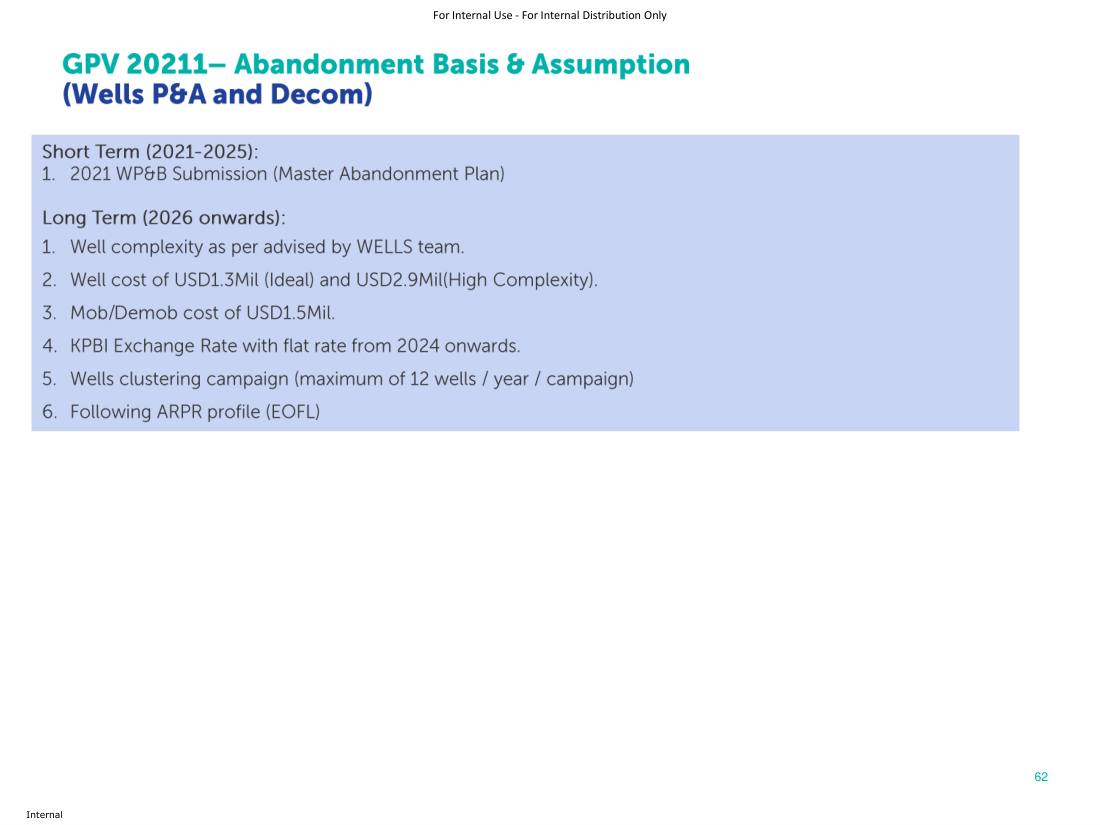 For Internal Use - For Internal Distribution Only
GPV 20211– Abandonment Basis & Assumption
(Wells P&A and Decom)
Short Term (2021-2025):
1. 2021 WP&B Submission (Master Abandonment Plan)
Long Term (2026 onwards):
1. Well complexity as per advised by WELLS team.
2. Well cost of USD1.3Mil (Ideal) and USD2.9Mil(High Complexity).
3. Mob/Demob cost of USD1.5Mil.
4. KPBI Exchange Rate with flat rate from 2024 onwards.
5. Wells clustering campaign (maximum of 12 wells / year / campaign)
6. Following ARPR profile (EOFL)
62
Internal